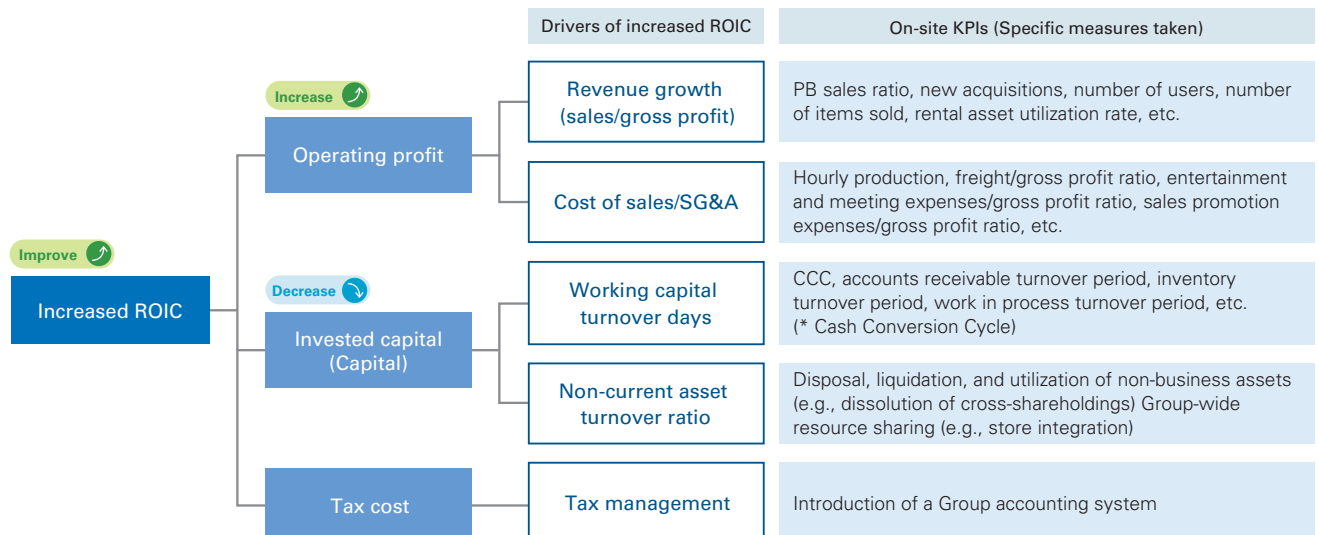 Drivers of increased ROIC
On-site KPIs (Specific measures taken)
Improve
Increased ROIC
Increase
Operating profit
Revenue growth
(sales/gross profit)
PB sales ratio, new acquisitions, number of users, number
of items sold, rental asset utilization rate, etc.
Cost of sales/SG&A
Hourly production, freight/gross profit ratio, entertainment
and meeting expenses/gross profit ratio, sales promotion
expenses/gross profit ratio, etc.
Decrease
Invested capital
(Capital)
Working capital
turnover days
CCC, accounts receivable turnover period, inventory
turnover period, work in process turnover period, etc.
(* Cash Conversion Cycle)
Non-current asset
turnover ratio
Disposal, liquidation, and utilization of non-business assets
(e.g., dissolution of cross-shareholdings) Group-wide
resource sharing (e.g., store integration)
Tax cost
Tax management
Introduction of a Group accounting system